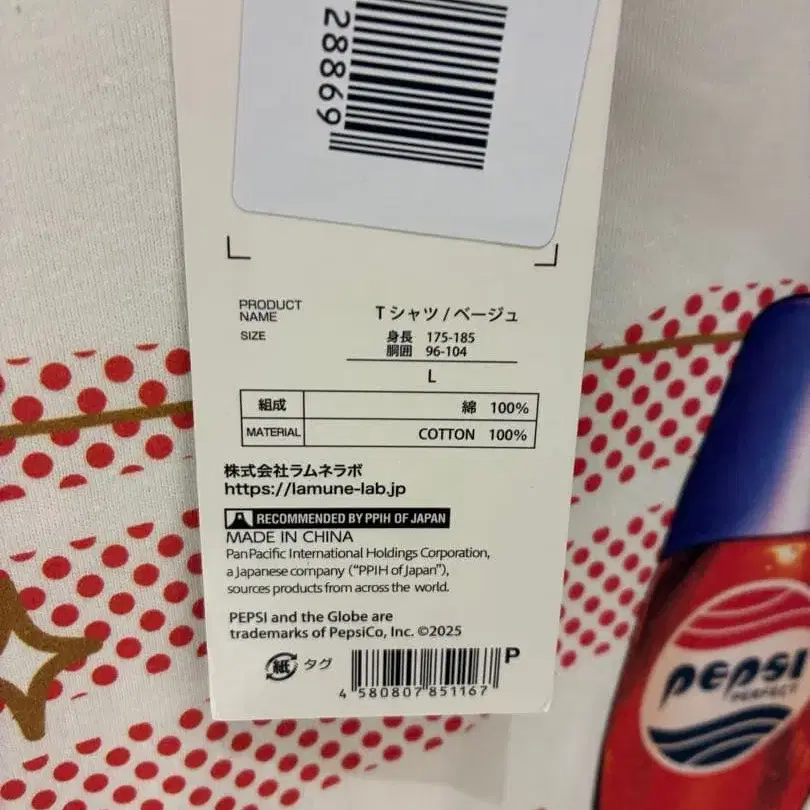 28869
PRODUCT NAME
Tシャツ/ベージュ
SIZE
身長 175-185
胴囲 96-104
L
組成 綿 100%
MATERIAL COTTON 100%
株式会社ラムネラボ
https://lamune-lab.jp
RECOMMENDED BY PPIH OF JAPAN
MADE IN CHINA
Pan Pacific International Holdings Corporation,
a Japanese company ("PPIH of Japan"),
sources products from across the world.
PEPSI and the Globe are
trademarks of PepsiCo, Inc. ©2025
紙 タグ
P
4 580807 851167
PEPSI
PERFECT